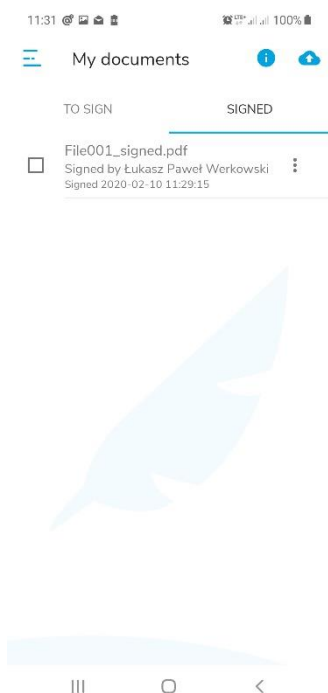 11:31 100%
My documents
TO SIGN SIGNED
File001_signed.pdf
Signed by Łukasz Paweł Werkowski
Signed 2020-02-10 11:29:15